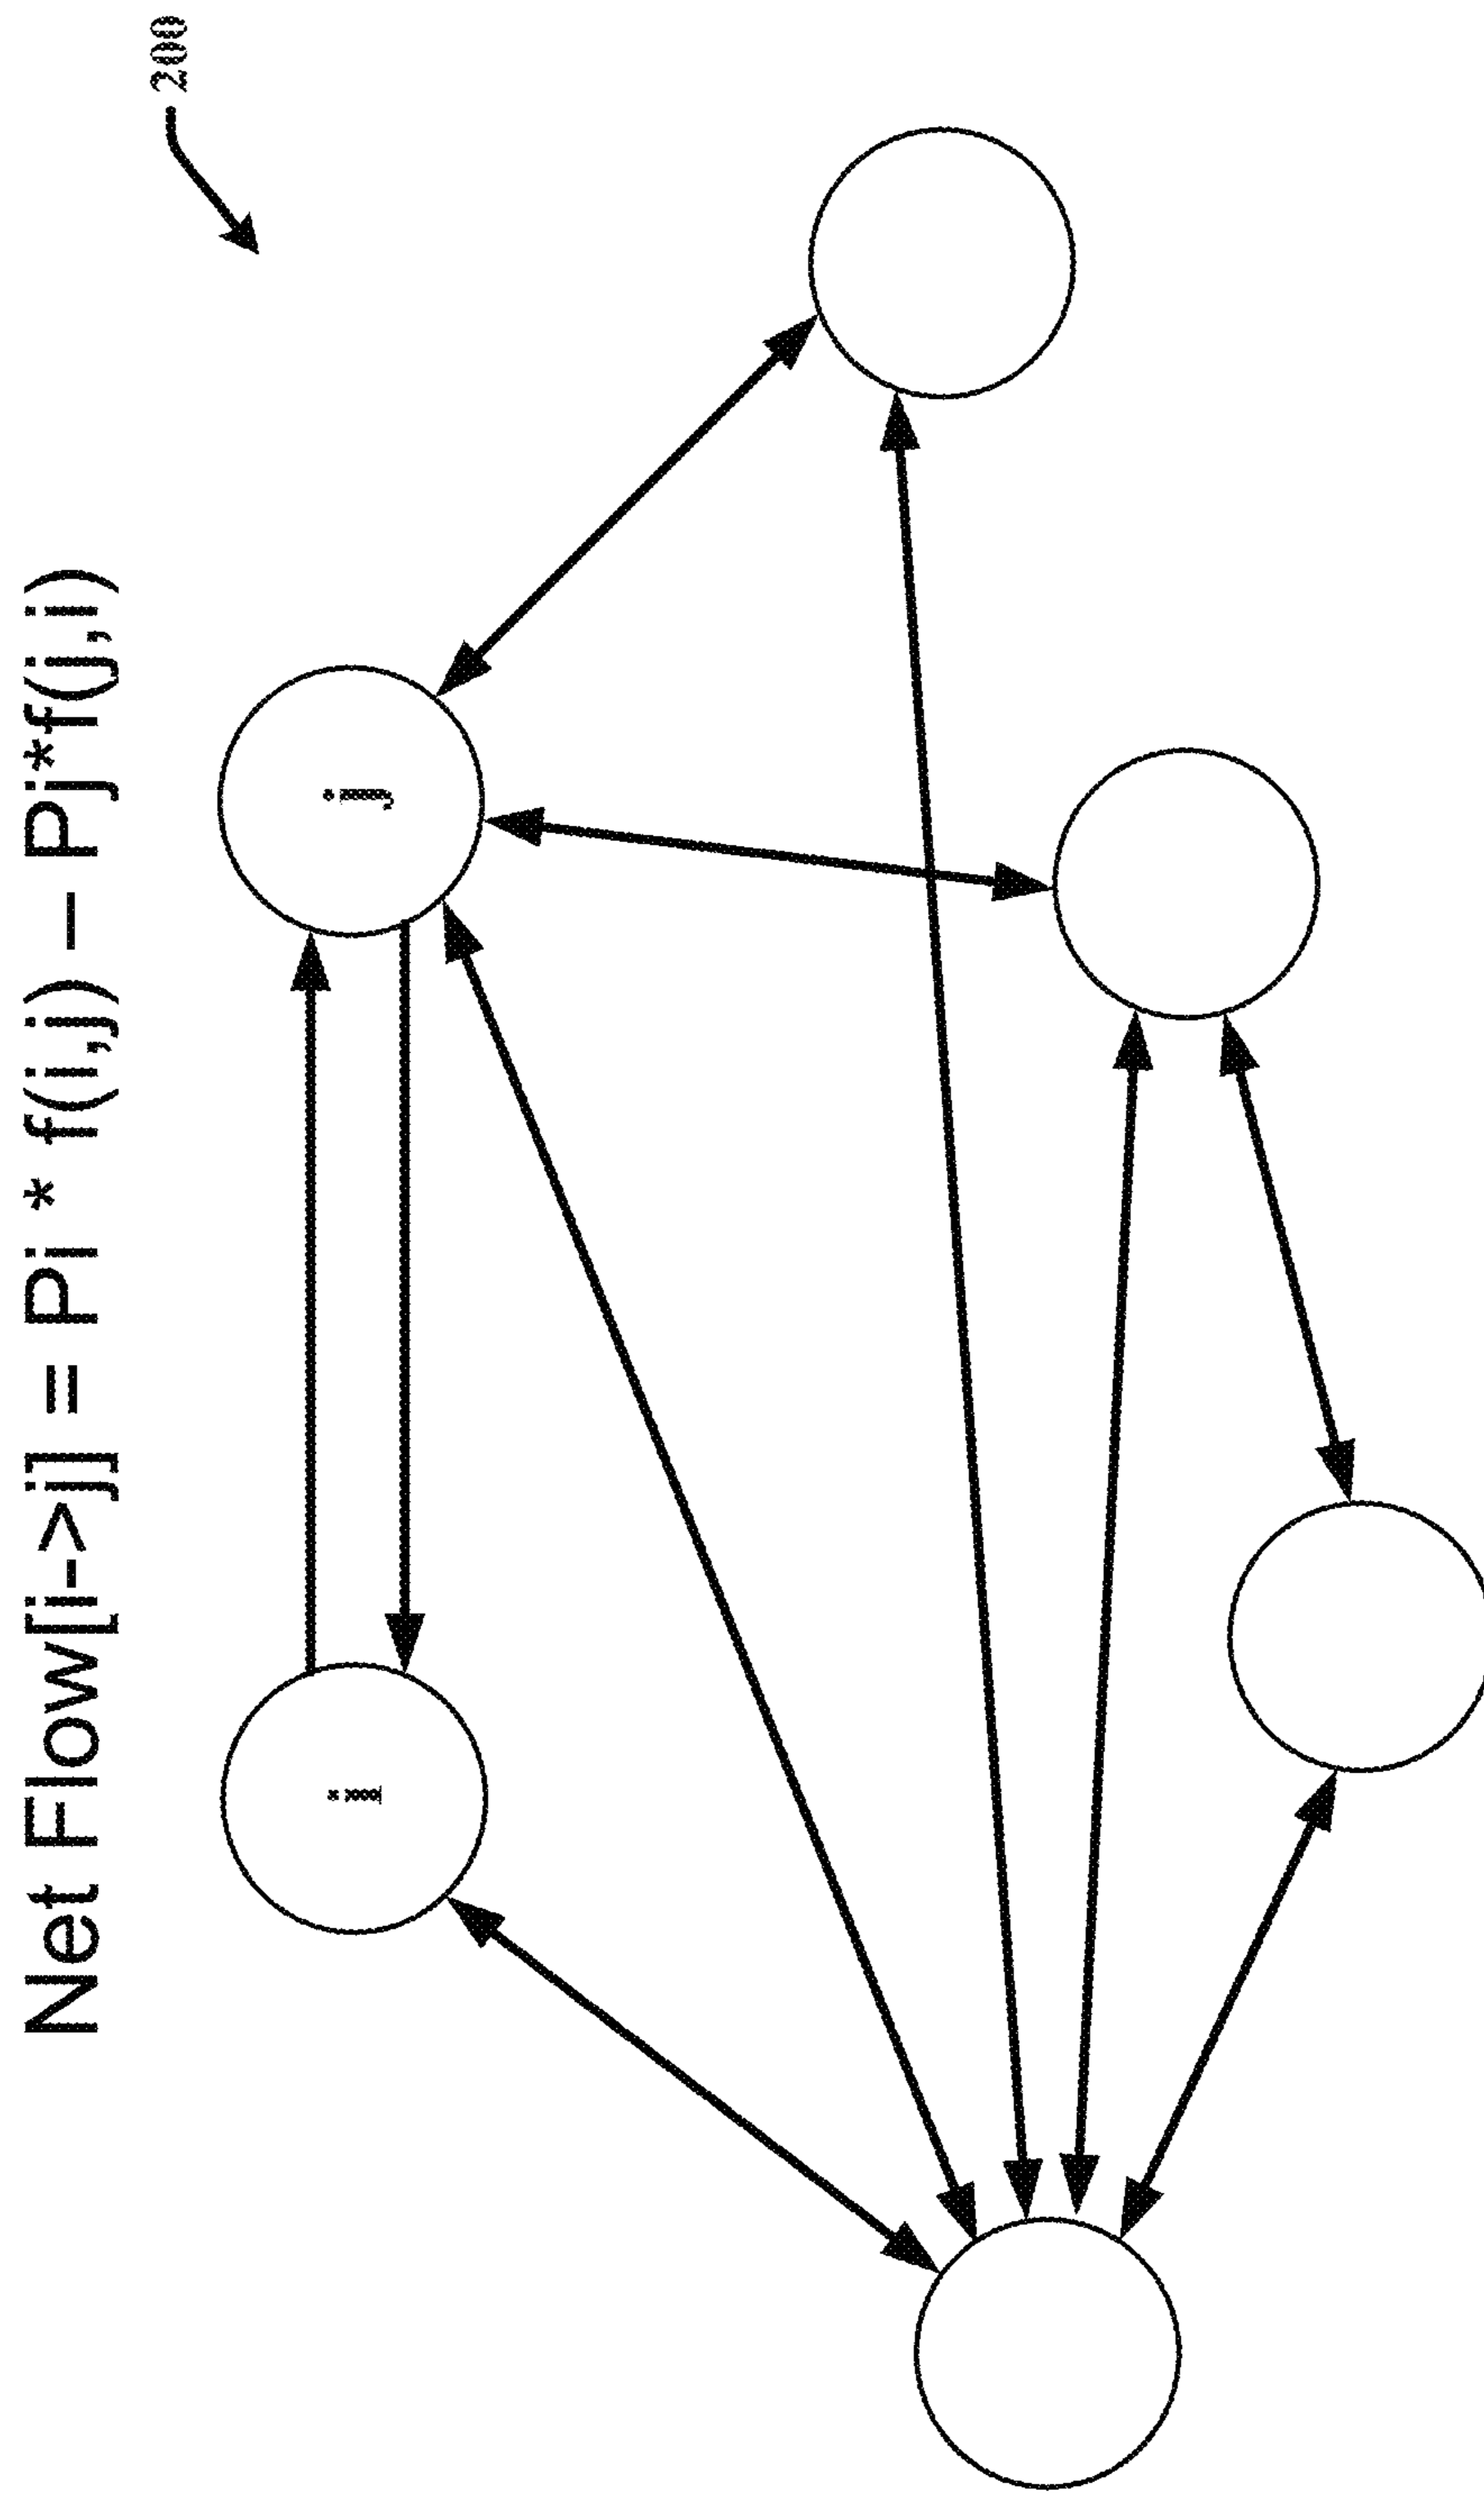 Net Flow[i->j] = Pi * f(i,j) – Pj*f(j,i)
200
i
j